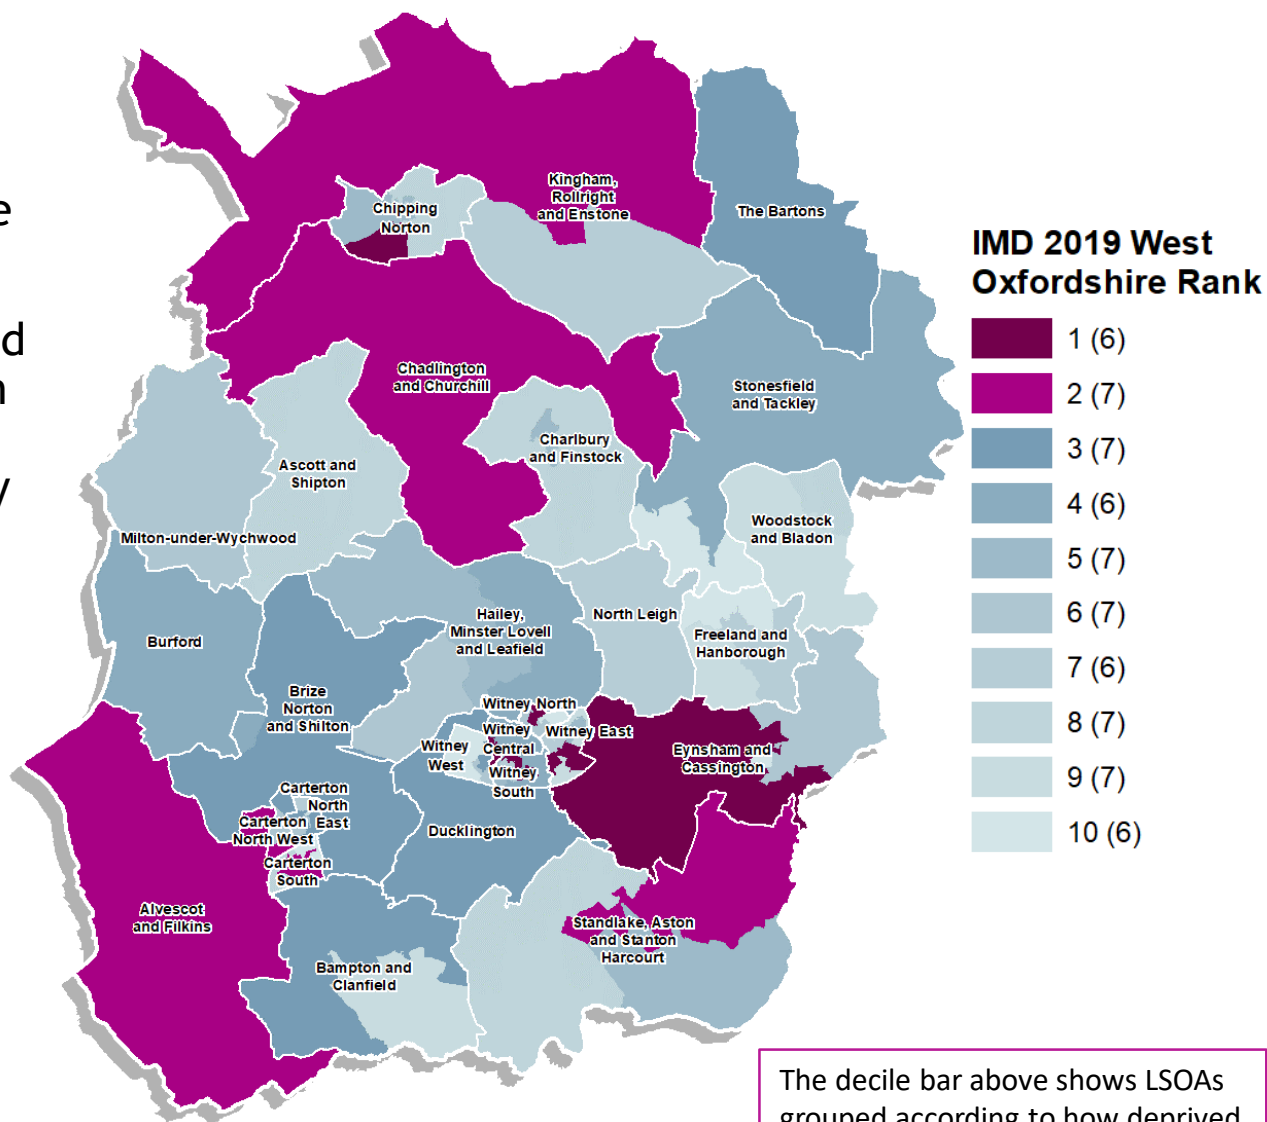 e
d
n
y
Kingham,
Rollright
and Enstone
The Bartons
Chipping
Norton
Chadlington
and Churchill
Stonesfield
and Tackley
Charlbury
and Finstock
Ascott and
Shipton
Woodstock
and Bladon
Milton-under-Wychwood
Burford
Hailey,
Minster Lovell
and Leafield
North Leigh
Freeland and
Hanborough
Brize
Norton
and Shilton
Witney North
Witney
Central
Witney East
Witney
West
Witney
South
Eynsham and
Cassington
Carterton
North
East
Carterton
North West
Carterton
South
Ducklington
Alvescot
and Filkins
Standlake, Aston
and Stanton
Harcourt
Bampton and
Clanfield
IMD 2019 West
Oxfordshire Rank
1 (6)
2 (7)
3 (7)
4 (6)
5 (7)
6 (7)
7 (6)
8 (7)
9 (7)
10 (6)
The decile bar above shows LSOAs
grouped according to how deprived